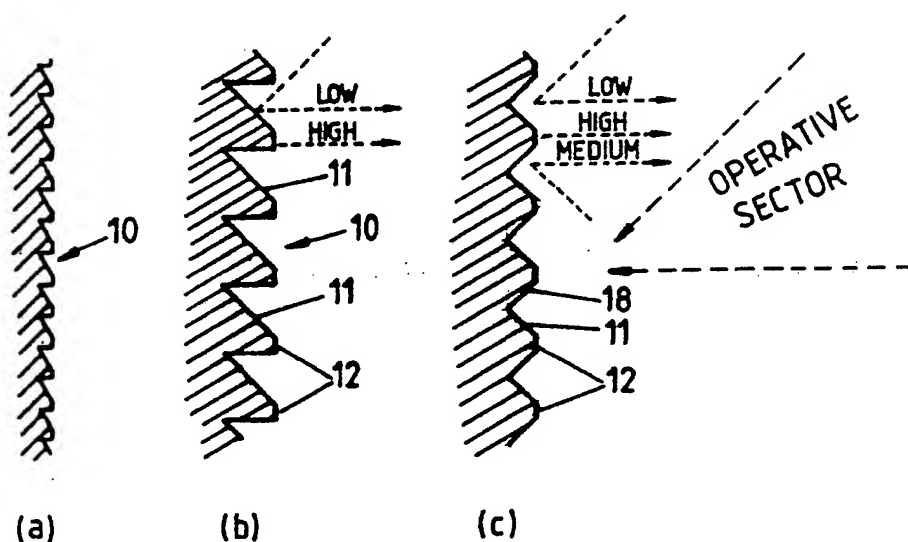 LOW
HIGH
LOW
HIGH
MEDIUM
OPERATIVE
SECTOR
10
11
10
11
12
18
11
12
(a)
(b)
(c)